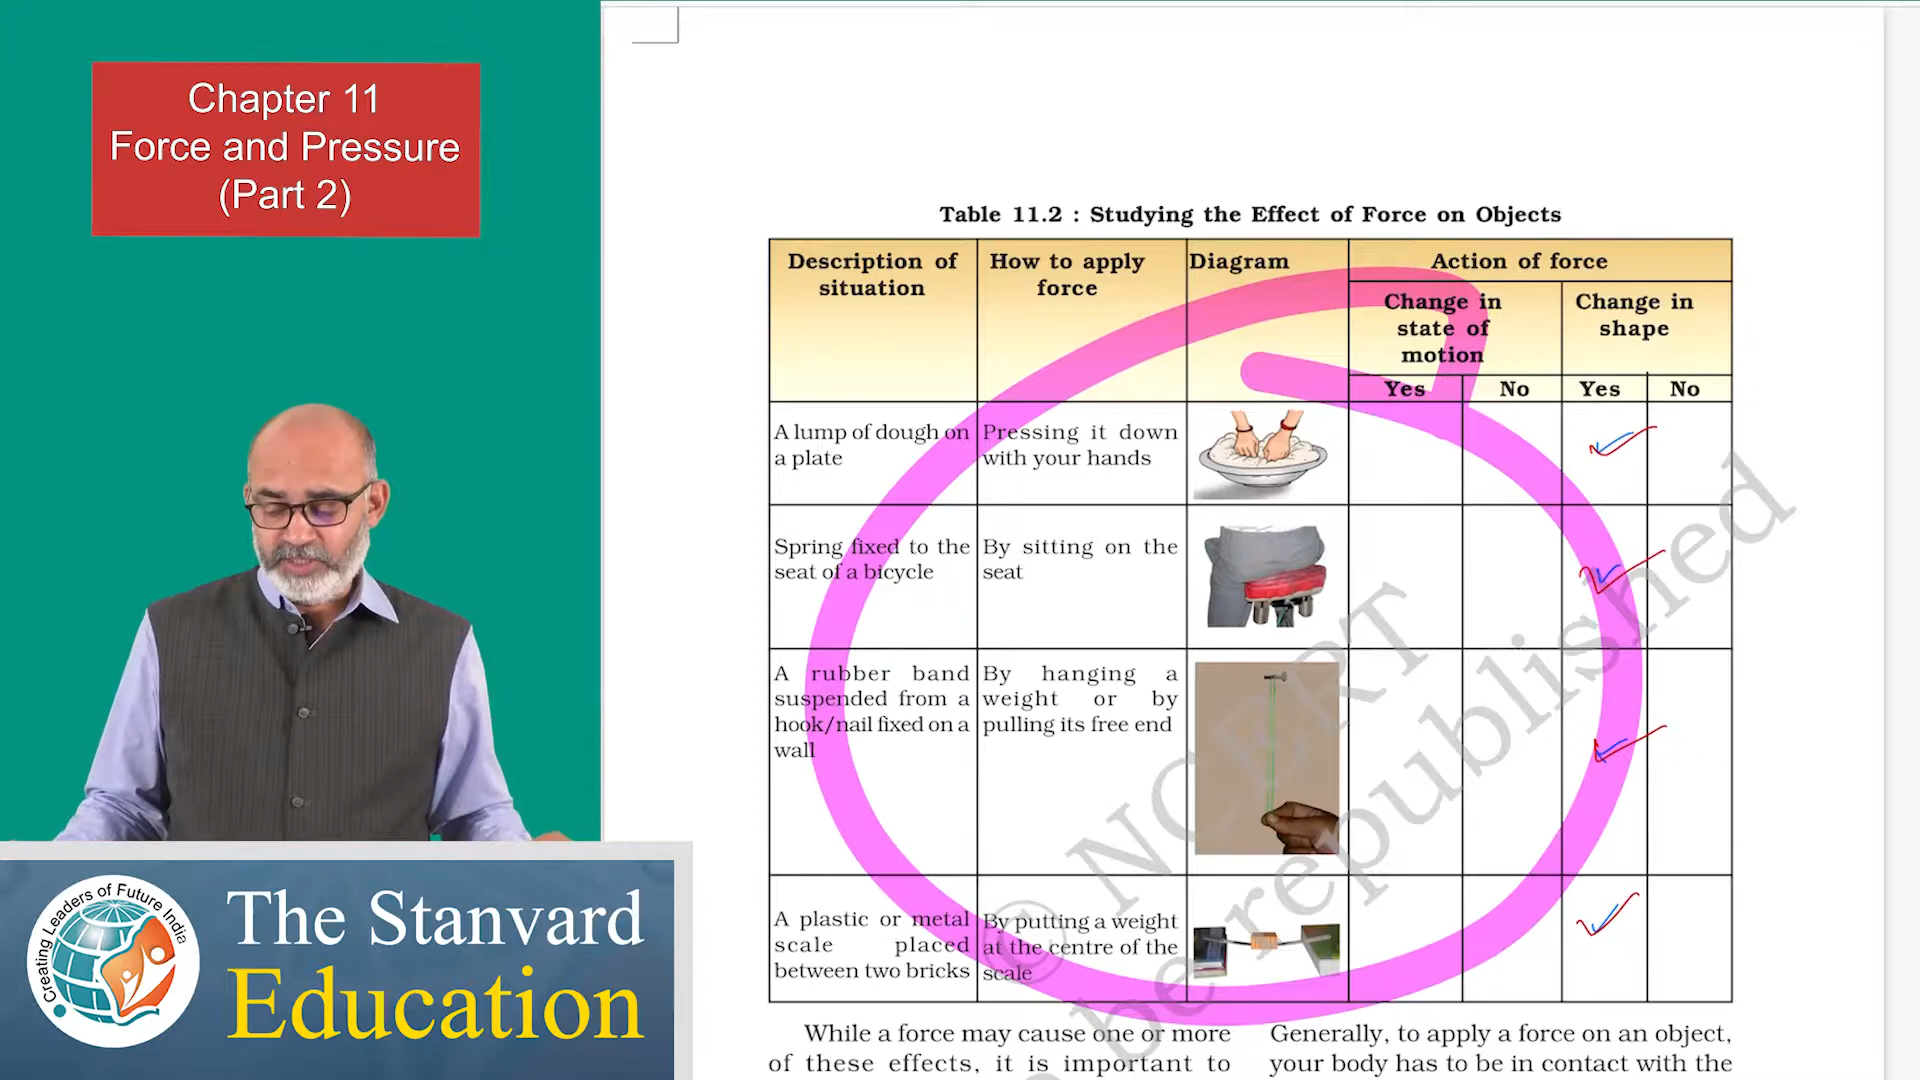 Chapter 11
Force and Pressure
(Part 2)
Table 11.2 : Studying the Effect of Force on Objects
Description of
situation
How to apply
force
Diagram
Action of force
Change in
state of
motion
Change in
shape
Yes
No
Yes
No
A lump of dough on
a plate
Pressing it down
with your hands
Spring fixed to the
seat of a bicycle
By sitting on the
seat
A rubber band
suspended from a
hook/nail fixed on a
wall
By hanging a
weight or by
pulling its free end
A plastic or metal
scale placed
between two bricks
By putting a weight
at the centre of the
scale
© NCERT
be republished
While a force may cause one or more
of these effects, it is important to
Generally, to apply a force on an object,
your body has to be in contact with the
Creating Leaders of Future India
The Stanvard
Education